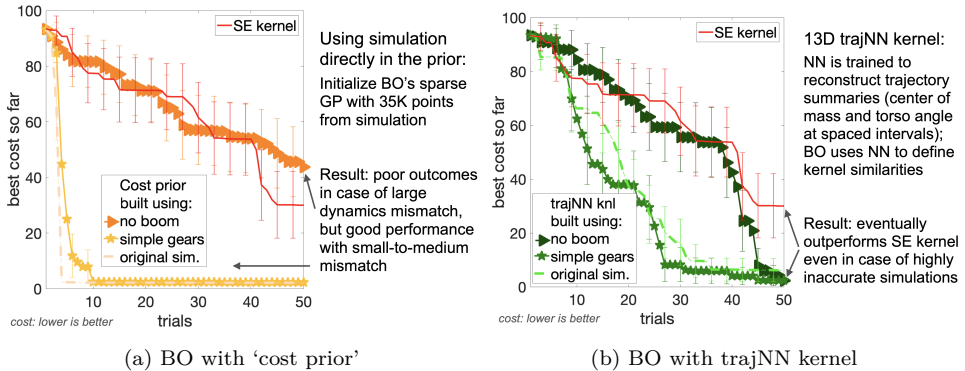 SE kernel
100
80
60
40
20
0
best cost so far
Cost prior
built using:
no boom
simple gears
original sim.
0
10
20
30
40
50
trials
cost: lower is better
Using simulation
directly in the prior:
Initialize BO's sparse
GP with 35K points
from simulation
Result: poor outcomes
in case of large
dynamics mismatch,
but good performance
with small-to-medium
mismatch
(a) BO with ‘cost prior’
SE kernel
100
80
60
40
20
0
best cost so far
trajNN knl
built using:
no boom
simple gears
original sim.
10
20
30
40
50
trials
cost: lower is better
13D trajNN kernel:
NN is trained to
reconstruct trajectory
summaries (center of
mass and torso angle
at spaced intervals);
BO uses NN to define
kernel similarities
Result: eventually
outperforms SE kernel
even in case of highly
inaccurate simulations
(b) BO with trajNN kernel